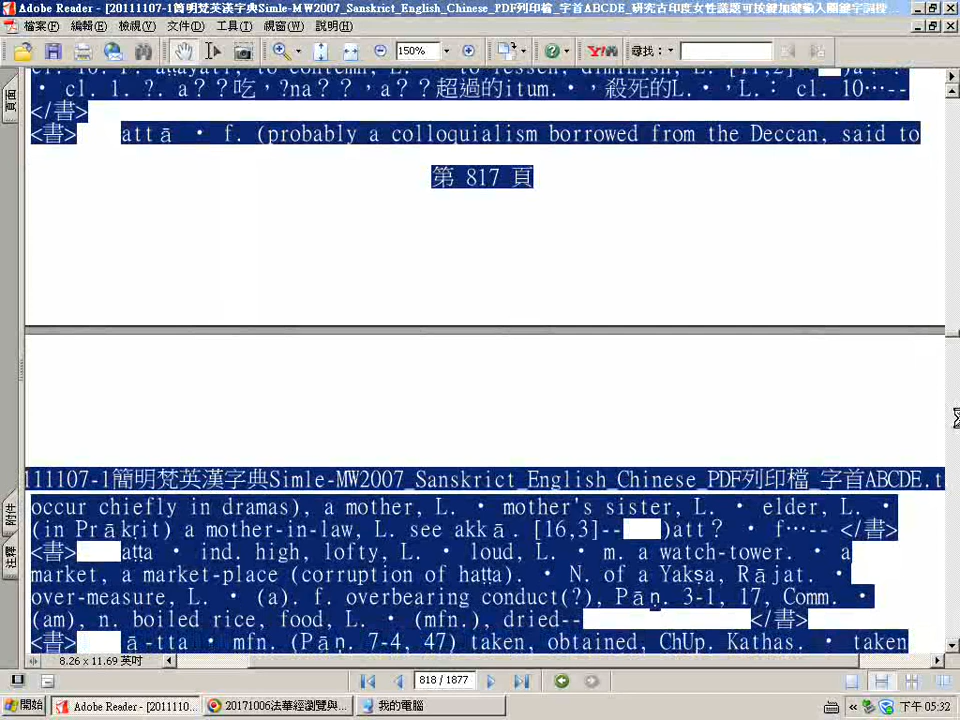 Adobe Reader - [20111107-1簡明梵英漢字典Simle-MW2007_Sanskrict_English_Chinese_PDF列印檔_字首ABCDE_研究古印度女性議題可按鍵加鍵輸入關鍵字詞搜
檔案(F) 編輯(E) 檢視(V) 文件(D) 工具(T) 視窗(W) 說明(H)
150% 尋找:
頁面
• cl. 1. ?. a??吃,?na??,a??超過的itum.•,殺死的L.•,L.: cl. 10…--
</書>
<書> attā • f. (probably a colloquialism borrowed from the Deccan, said to
第 817 頁
111107-1簡明梵英漢字典Simle-MW2007_Sanskrict_English_Chinese_PDF列印檔_字首ABCDE.t
occur chiefly in dramas), a mother, L. • mother's sister, L. • elder, L. •
(in Prākṛit) a mother-in-law, L. see akkā. [16,3]-- )att? • f…-- </書>
<書> aṭṭa • ind. high, lofty, L. • loud, L. • m. a watch-tower. • a
market, a market-place (corruption of haṭṭa). • N. of a Yakṣa, Rājat. •
over-measure, L. • (a). f. overbearing conduct(?), Pāṇ. 3-1, 17, Comm. •
(am), n. boiled rice, food, L. • (mfn.), dried-- </書>
<書> ā-tta • mfn. (Pāṇ. 7-4, 47) taken, obtained, ChUp. Kathas. • taken
附件
註釋
8.26 x 11.69 英吋
818 / 1877
開始 Adobe Reader - [2011110... 20171006法華經瀏覽與... 我的電腦 下午 05:32